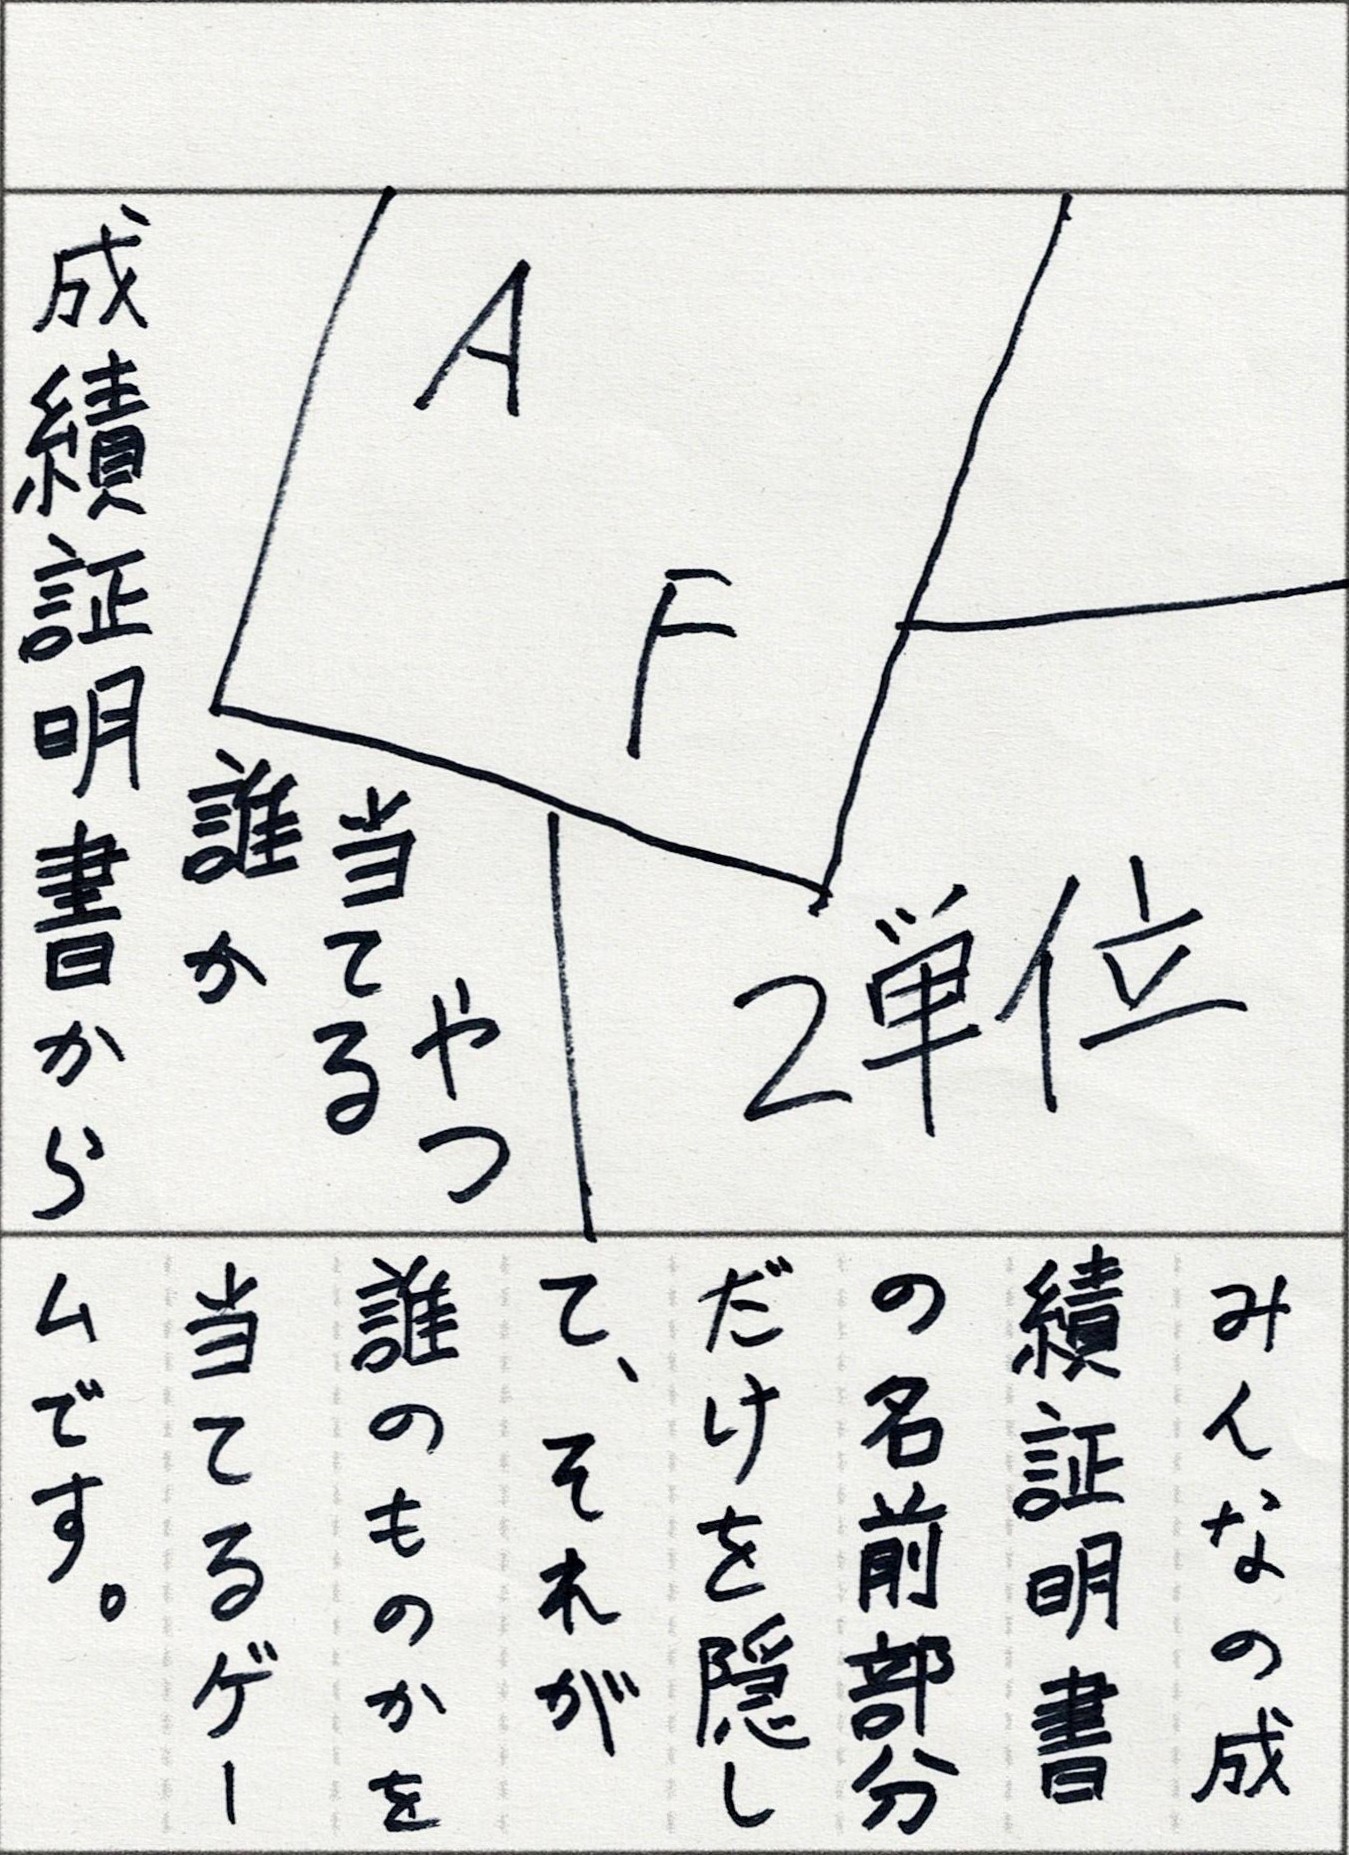 A
F
2単位
成績証明書から
誰か
当てる
やつ
みんなの成
績証明書
の名前部分
だけを隠し
て、それが
誰のものかを
当てるゲー
ムです。